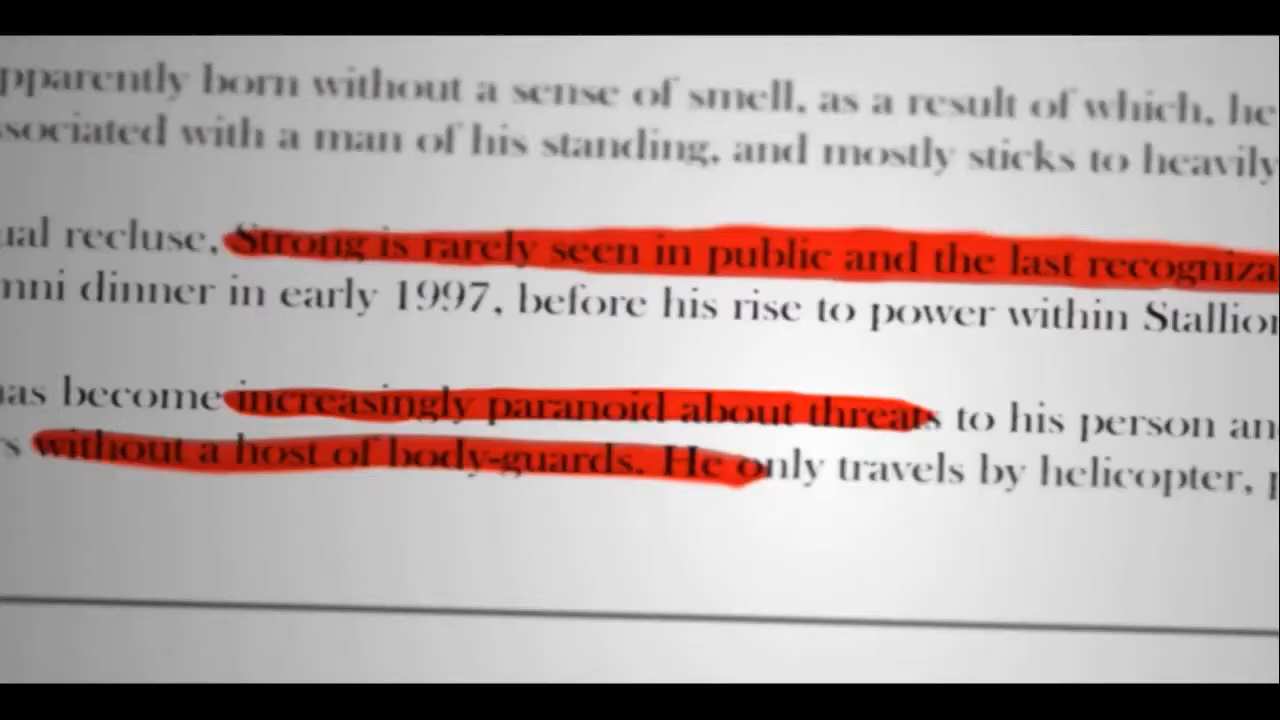 pparently born without a sense of smell, as a result of which, he
ssociated with a man of his standing, and mostly sticks to heavily
ual recluse, Strong is rarely seen in public and the last recogniza
mni dinner in early 1997, before his rise to power within Stallion
has become increasingly paranoid about threats to his person an
s without a host of body-guards. He only travels by helicopter, p